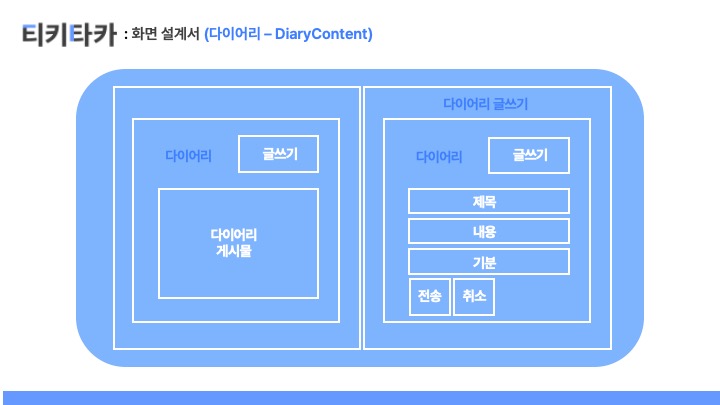 티키타카 : 화면 설계서 (다이어리 – DiaryContent)
다이어리
글쓰기
다이어리
게시물
다이어리 글쓰기
다이어리
글쓰기
제목
내용
기분
전송
취소